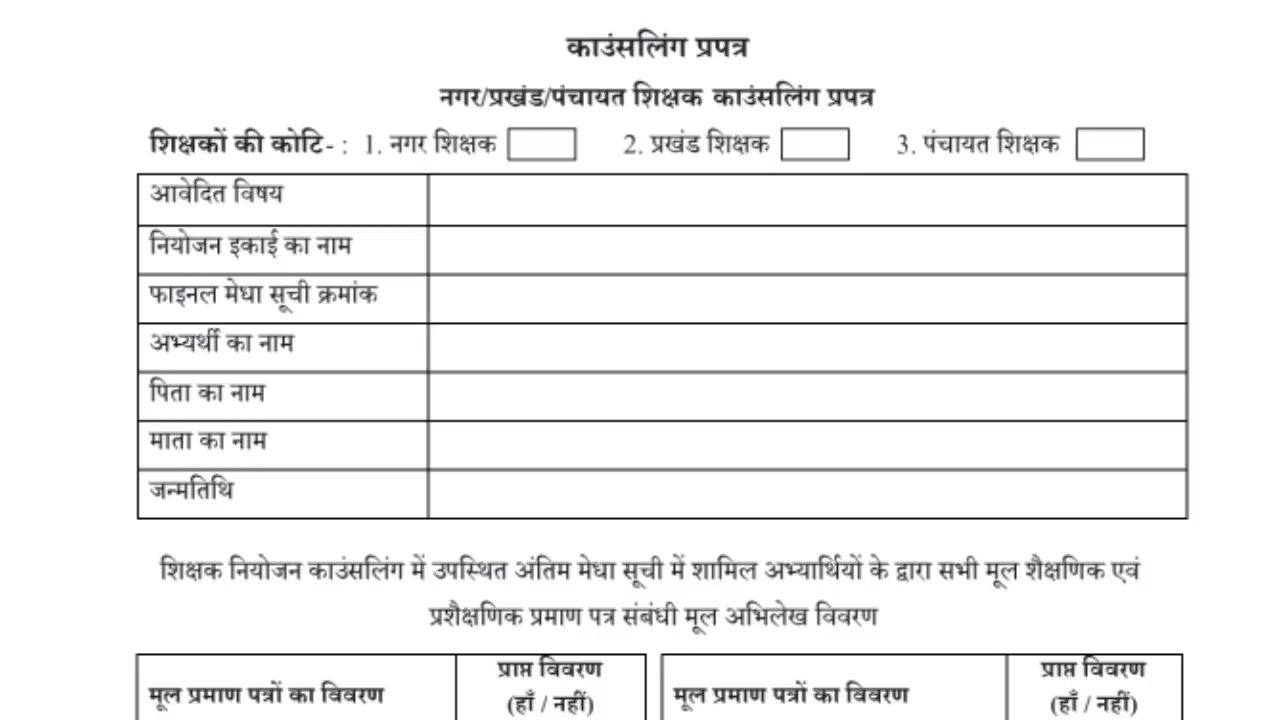 काउंसलिंग प्रपत्र
नगर/प्रखंड/पंचायत शिक्षक काउंसलिंग प्रपत्र
शिक्षकों की कोटि- : 1. नगर शिक्षक 2. प्रखंड शिक्षक 3. पंचायत शिक्षक
आवेदित विषय
नियोजन इकाई का नाम
फाइनल मेधा सूची क्रमांक
अभ्यर्थी का नाम
पिता का नाम
माता का नाम
जन्मतिथि
शिक्षक नियोजन काउंसलिंग में उपस्थित अंतिम मेधा सूची में शामिल अभ्यार्थियों के द्वारा सभी मूल शैक्षणिक एवं
प्रशैक्षणिक प्रमाण पत्र संबंधी मूल अभिलेख विवरण
मूल प्रमाण पत्रों का विवरण
प्राप्त विवरण
(हाँ / नहीं)
मूल प्रमाण पत्रों का विवरण
प्राप्त विवरण
(हाँ / नहीं)